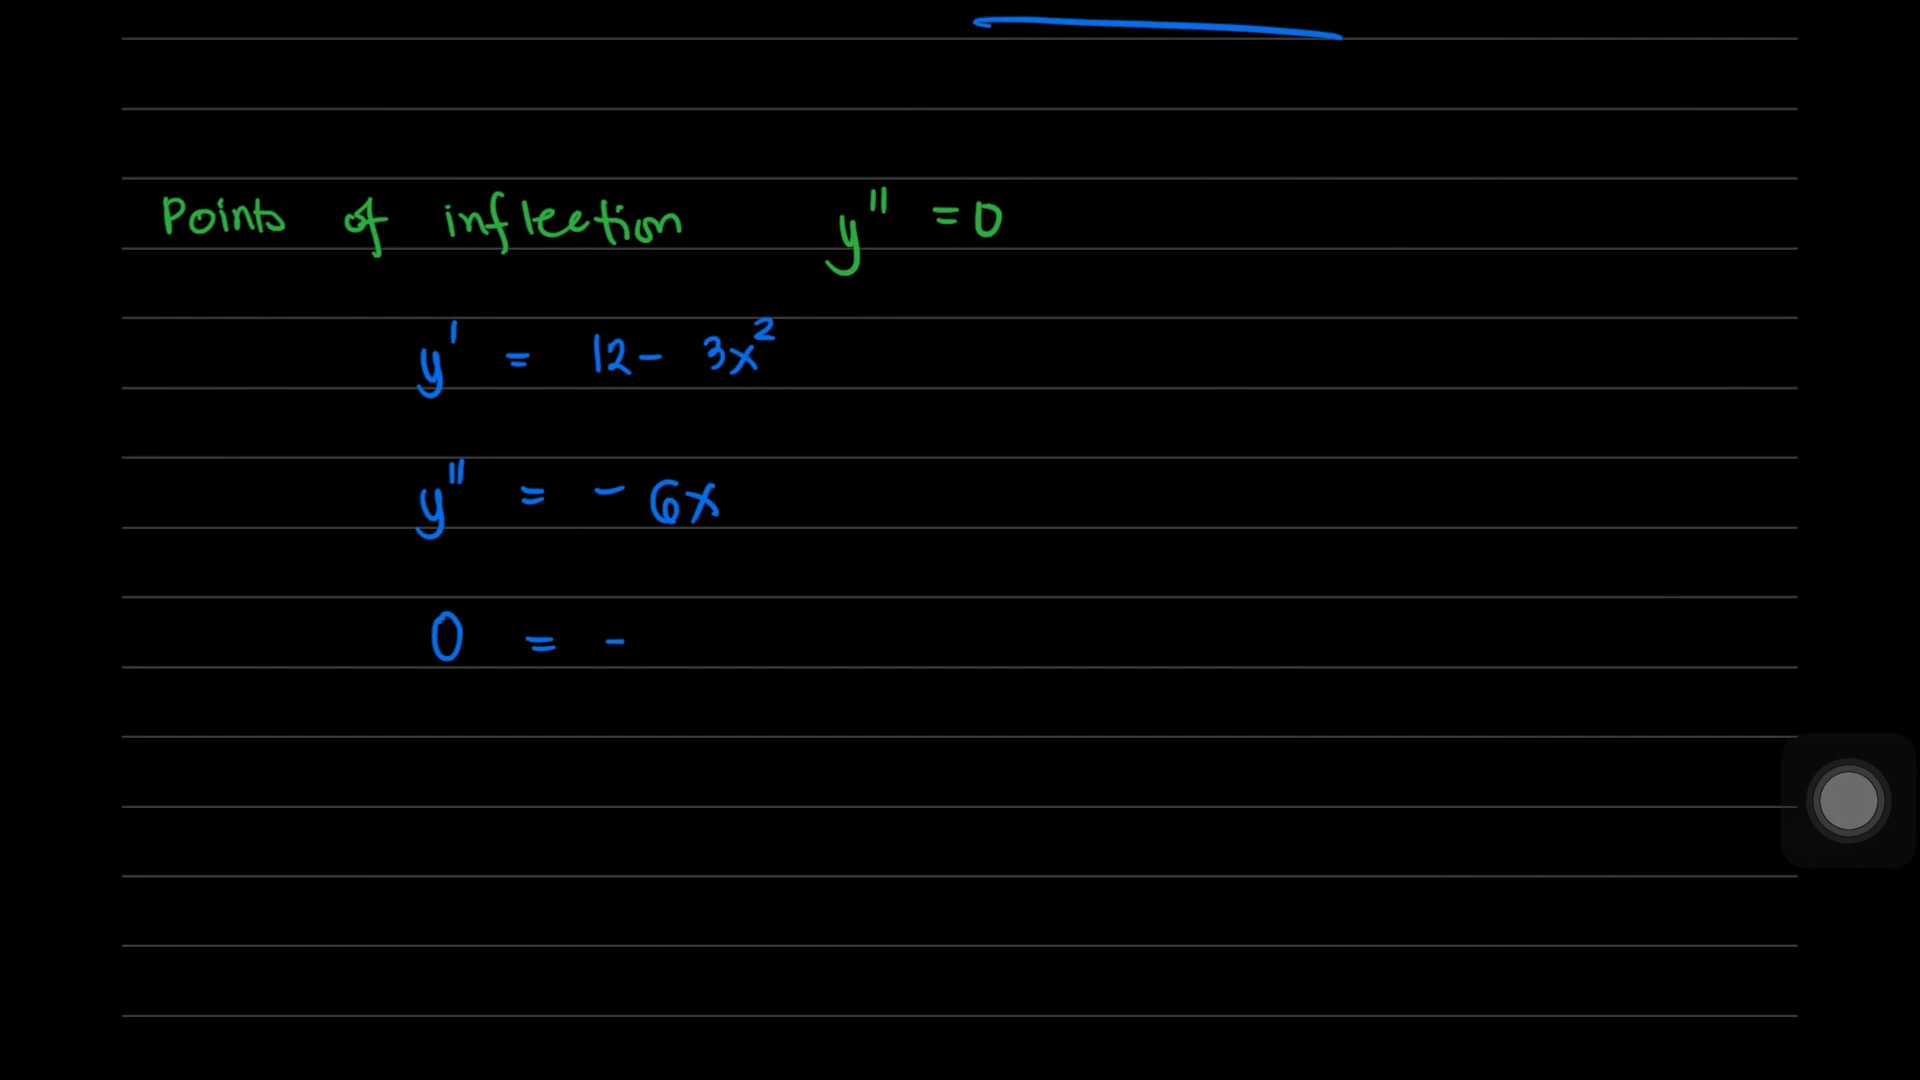 Points of inflection y'' = 0
y' = 12 - 3x²
y'' = - 6x
0 = -